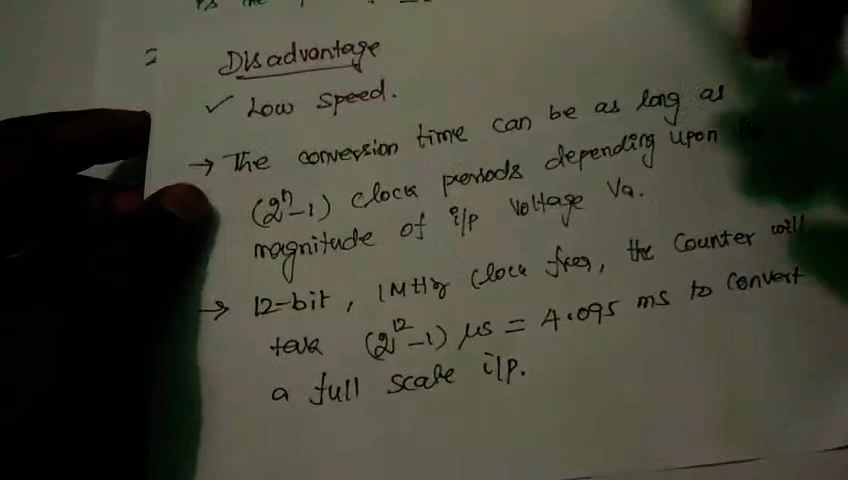 Disadvantage
✓ Low speed.
→ The conversion time can be as long as
(2ⁿ-1) clock periods depending upon
magnitude of i/p voltage Va.
→ 12-bit, 1MHz clock freq, the counter will
take (2¹²-1) μs = 4.095 ms to convert
a full scale i/p.